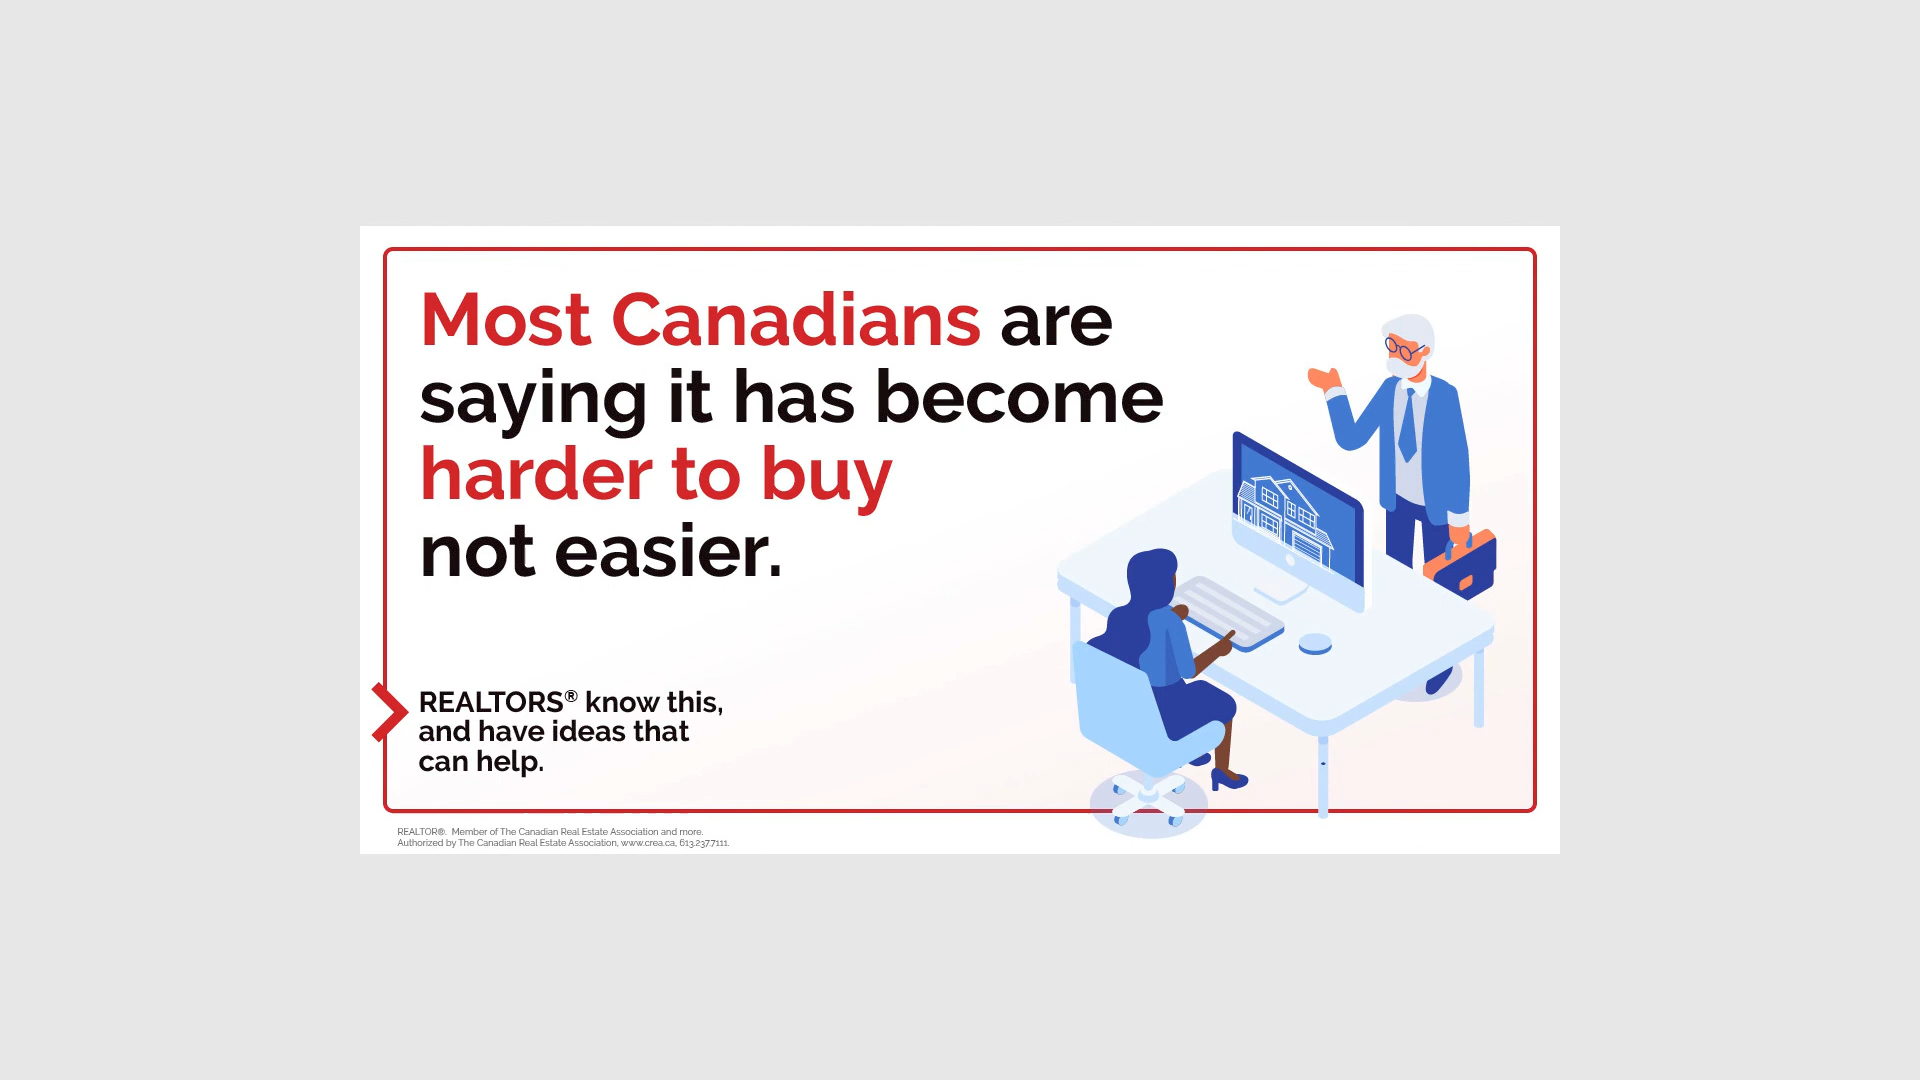 Most Canadians are
saying it has become
harder to buy
not easier.
REALTORS® know this,
and have ideas that
can help.
REALTOR®. Member of The Canadian Real Estate Association and more.
Authorized by The Canadian Real Estate Association, www.crea.ca, 613.237.7111.